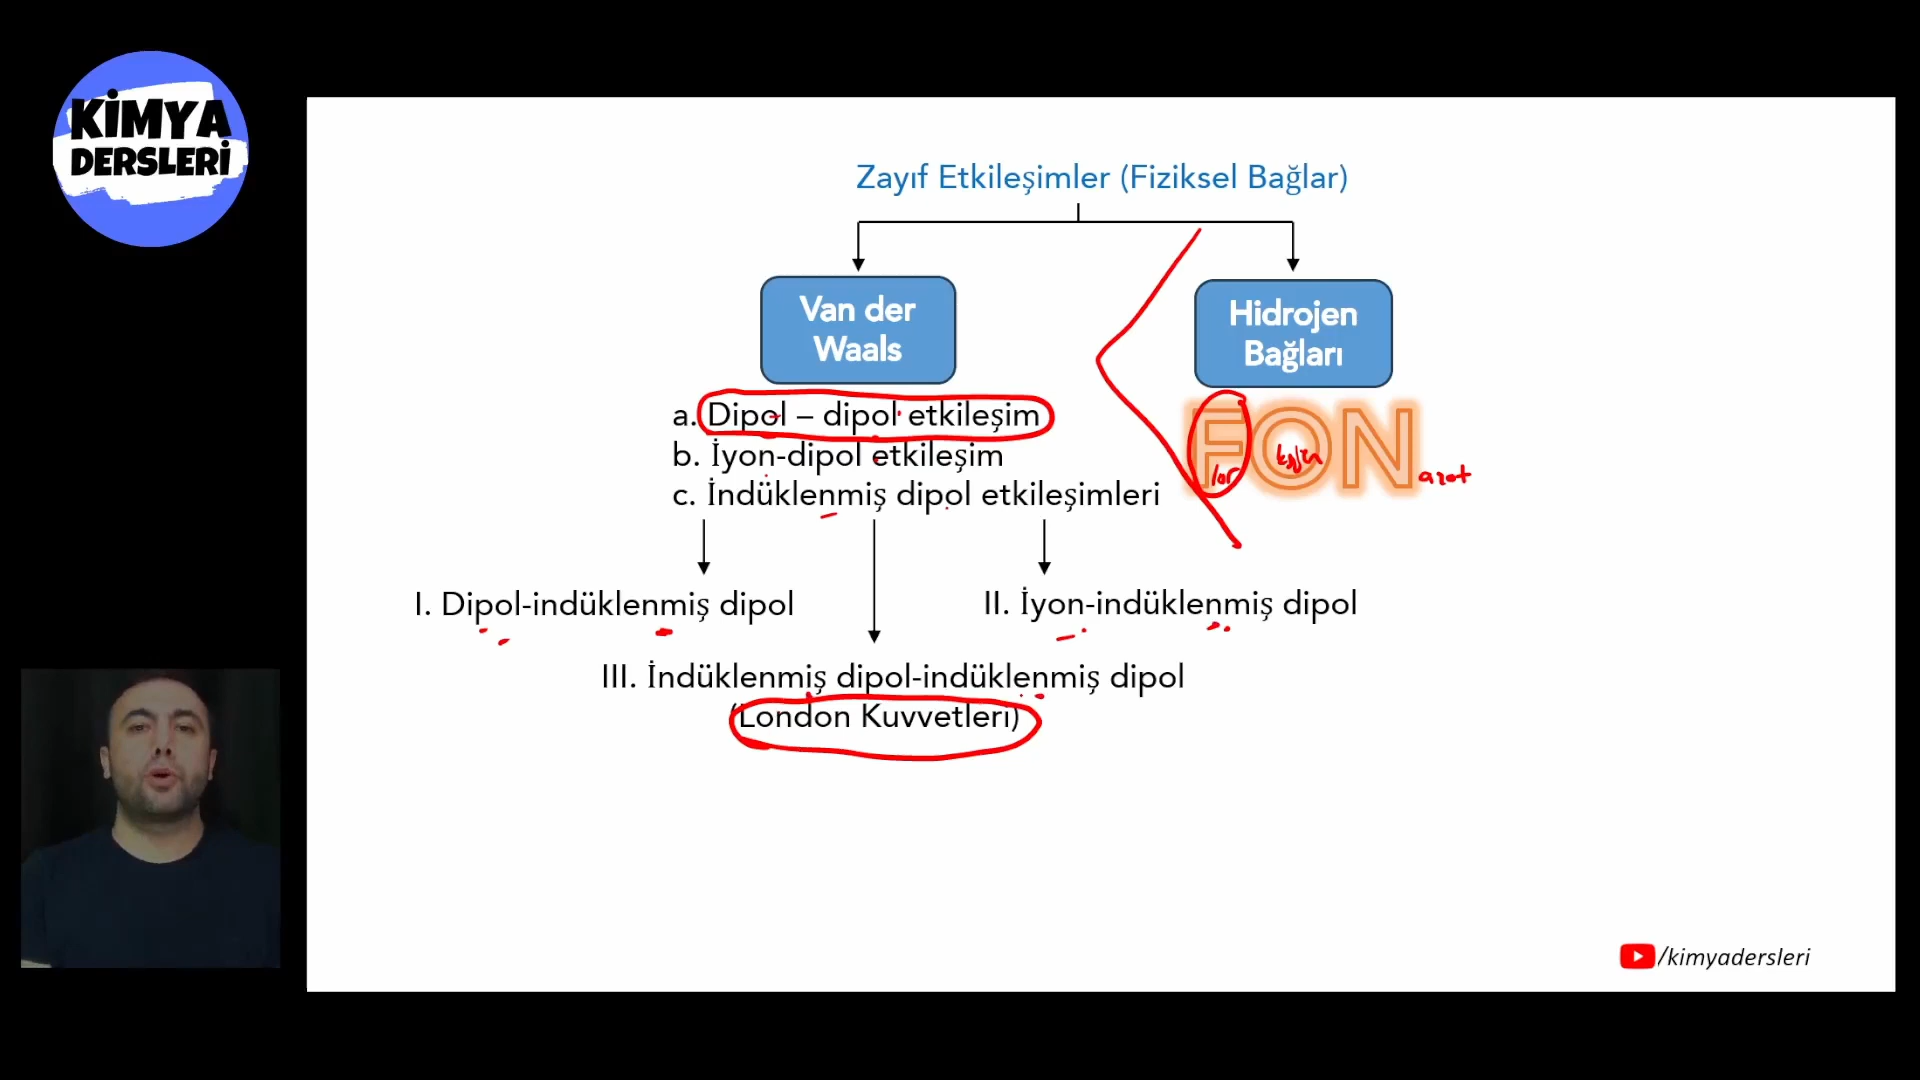 KİMYA
DERSLERİ
Zayıf Etkileşimler (Fiziksel Bağlar)
Van der
Waals
Hidrojen
Bağları
a. Dipol – dipol etkileşim
b. İyon-dipol etkileşim
c. İndüklenmiş dipol etkileşimleri
FON
lor
azot
I. Dipol-indüklenmiş dipol
II. İyon-indüklenmiş dipol
III. İndüklenmiş dipol-indüklenmiş dipol
(London Kuvvetleri)
/kimyadersleri